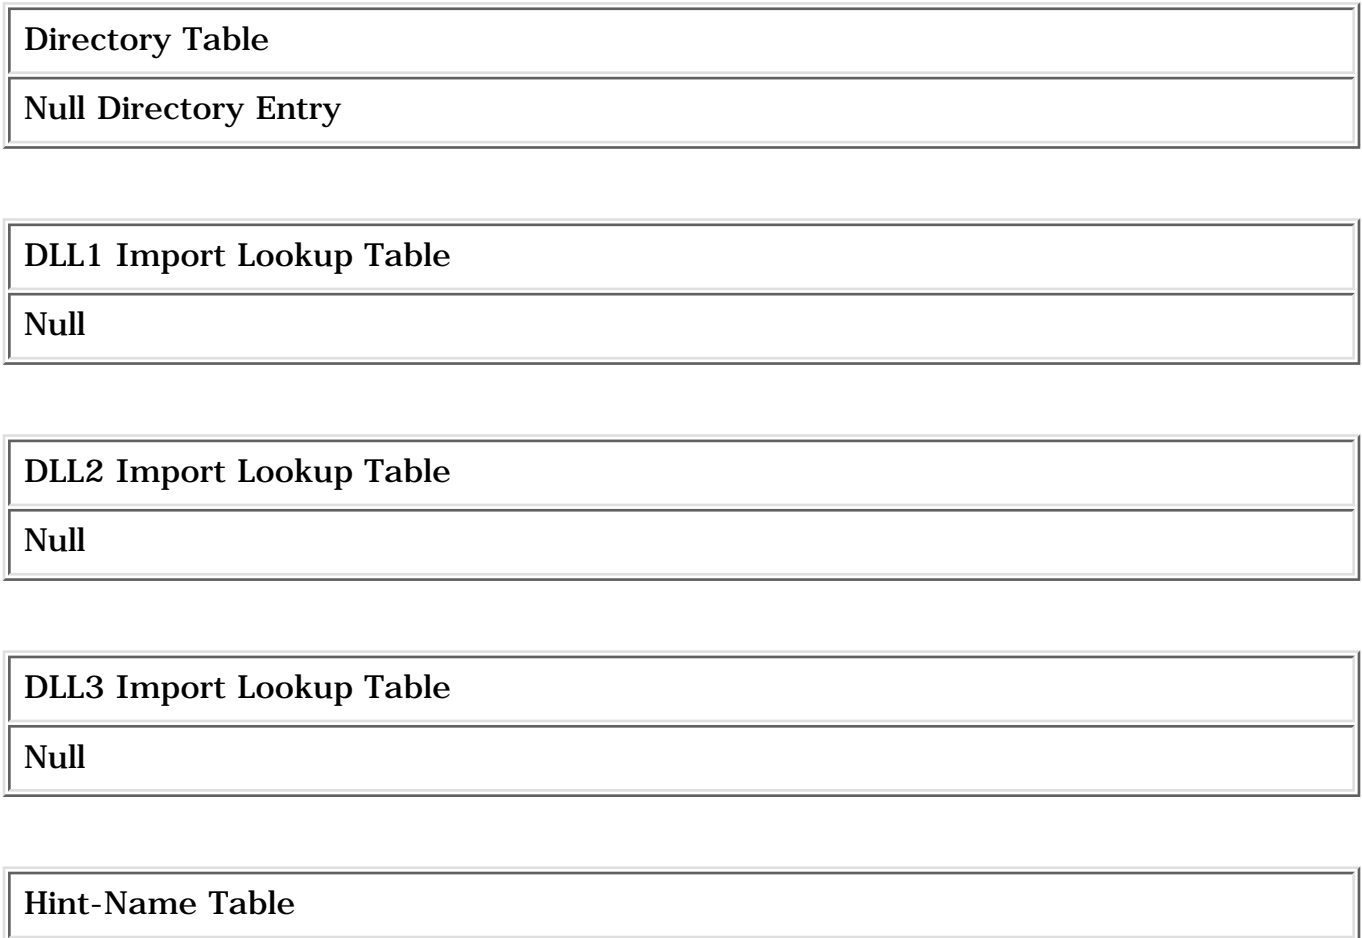 Directory Table
Null Directory Entry
DLL1 Import Lookup Table
Null
DLL2 Import Lookup Table
Null
DLL3 Import Lookup Table
Null
Hint-Name Table